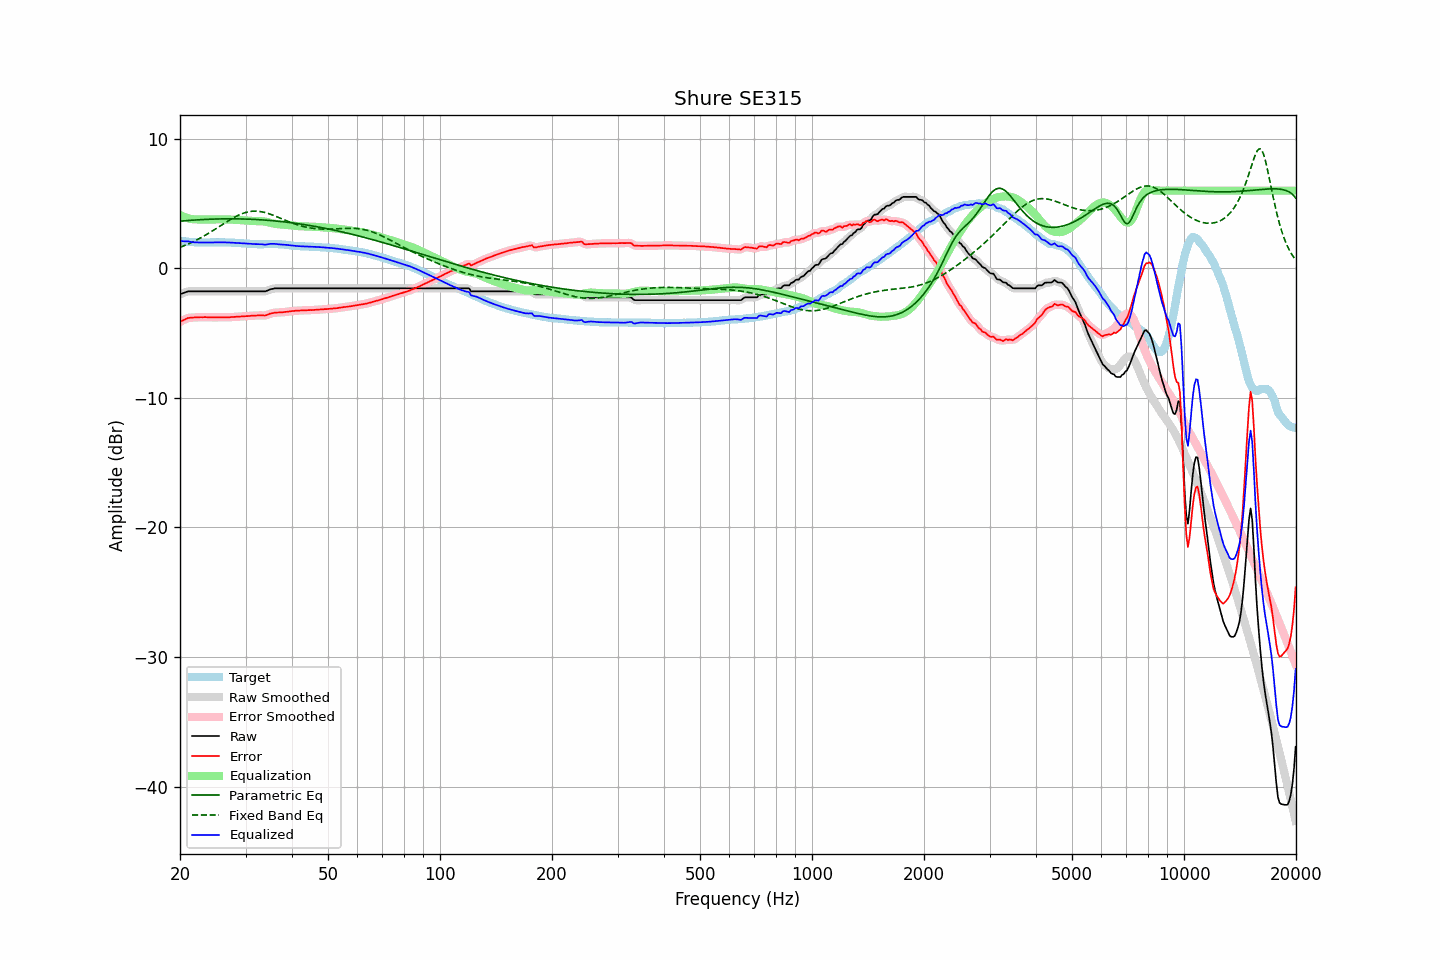 Shure SE315
10
0
−10
−20
−30
−40
Amplitude (dBr)
20
50
100
200
500
1000
2000
5000
10000
20000
Frequency (Hz)
Target
Raw Smoothed
Error Smoothed
Raw
Error
Equalization
Parametric Eq
Fixed Band Eq
Equalized